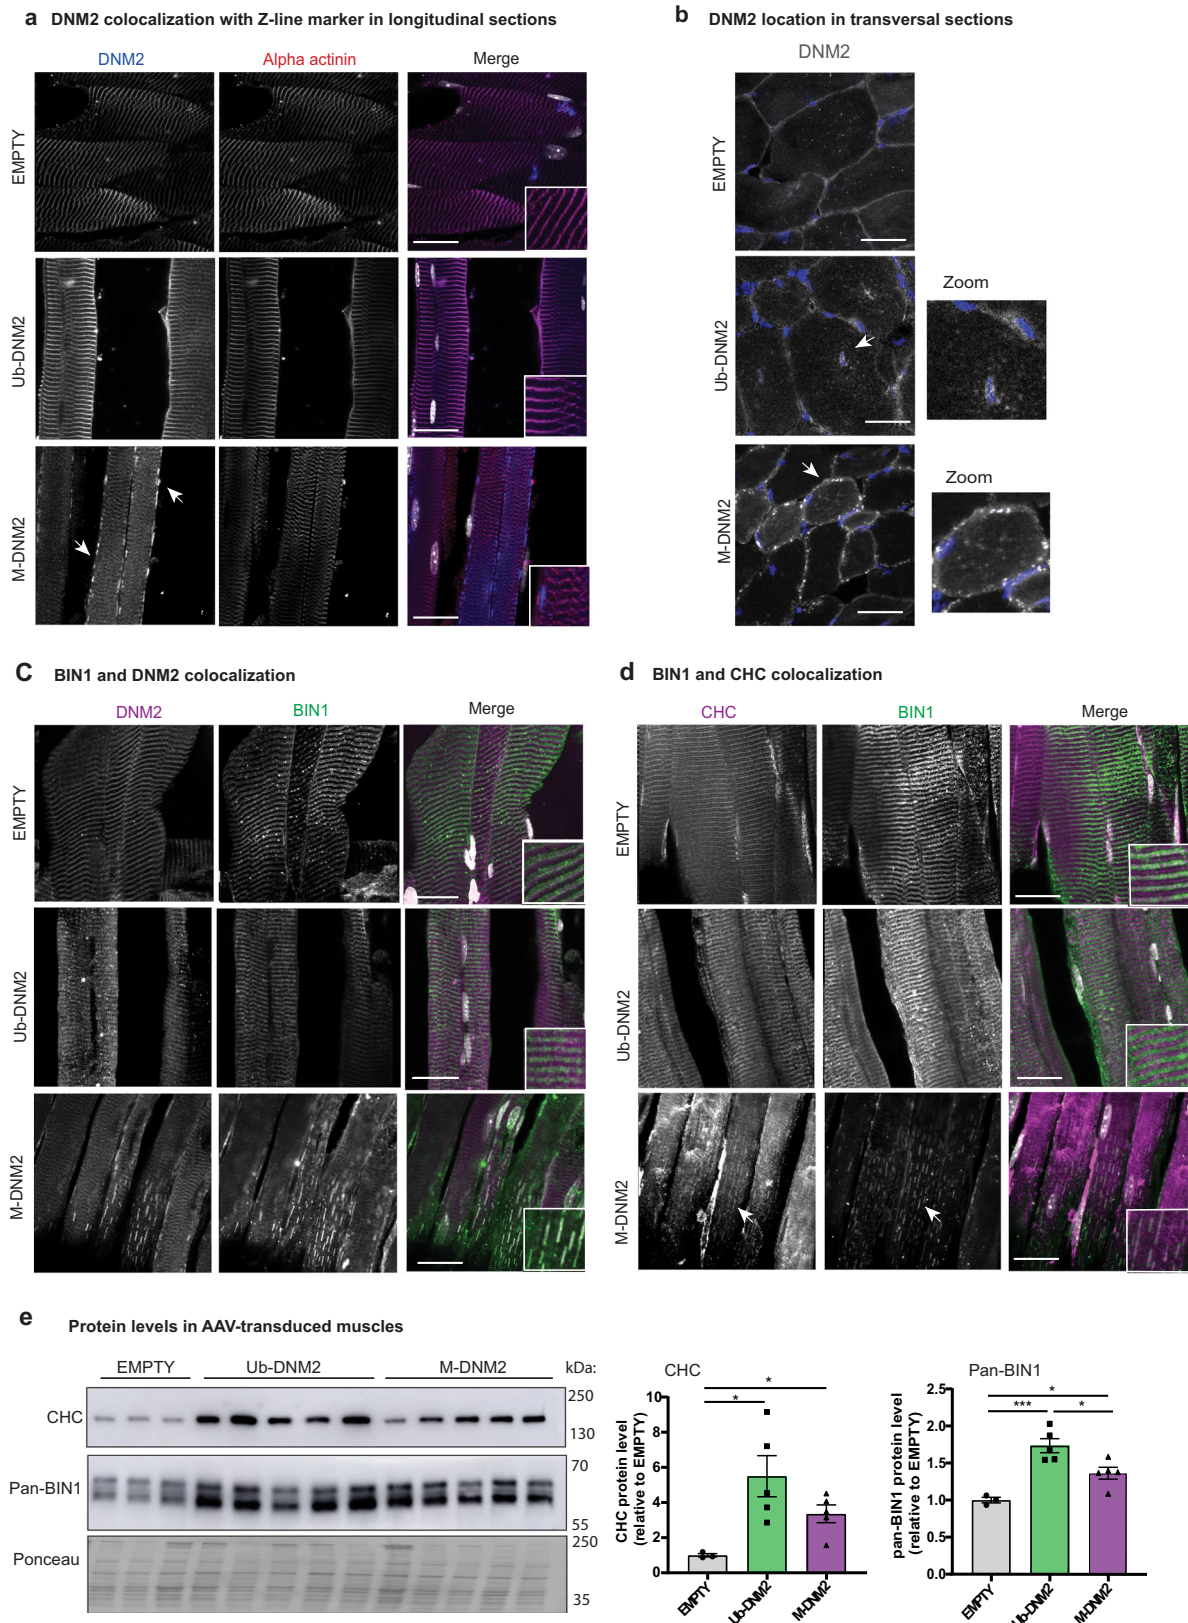 a DNM2 colocalization with Z-line marker in longitudinal sections
DNM2 Alpha actinin Merge
EMPTY
Ub-DNM2
M-DNM2
b DNM2 location in transversal sections
DNM2
EMPTY
Ub-DNM2
Zoom
M-DNM2
Zoom
C BIN1 and DNM2 colocalization
DNM2 BIN1 Merge
EMPTY
Ub-DNM2
M-DNM2
d BIN1 and CHC colocalization
CHC BIN1 Merge
EMPTY
Ub-DNM2
M-DNM2
e Protein levels in AAV-transduced muscles
EMPTY Ub-DNM2 M-DNM2 kDa:
CHC
250
130
Pan-BIN1
70
55
Ponceau
250
35
CHC
CHC protein level
(relative to EMPTY)
10
8
6
4
2
0
*
*
EMPTY
Ub-DNM2
M-DNM2
Pan-BIN1
pan-BIN1 protein level
(relative to EMPTY)
2.5
2.0
1.5
1.0
0.5
0.0
*
*** *
EMPTY
Ub-DNM2
M-DNM2